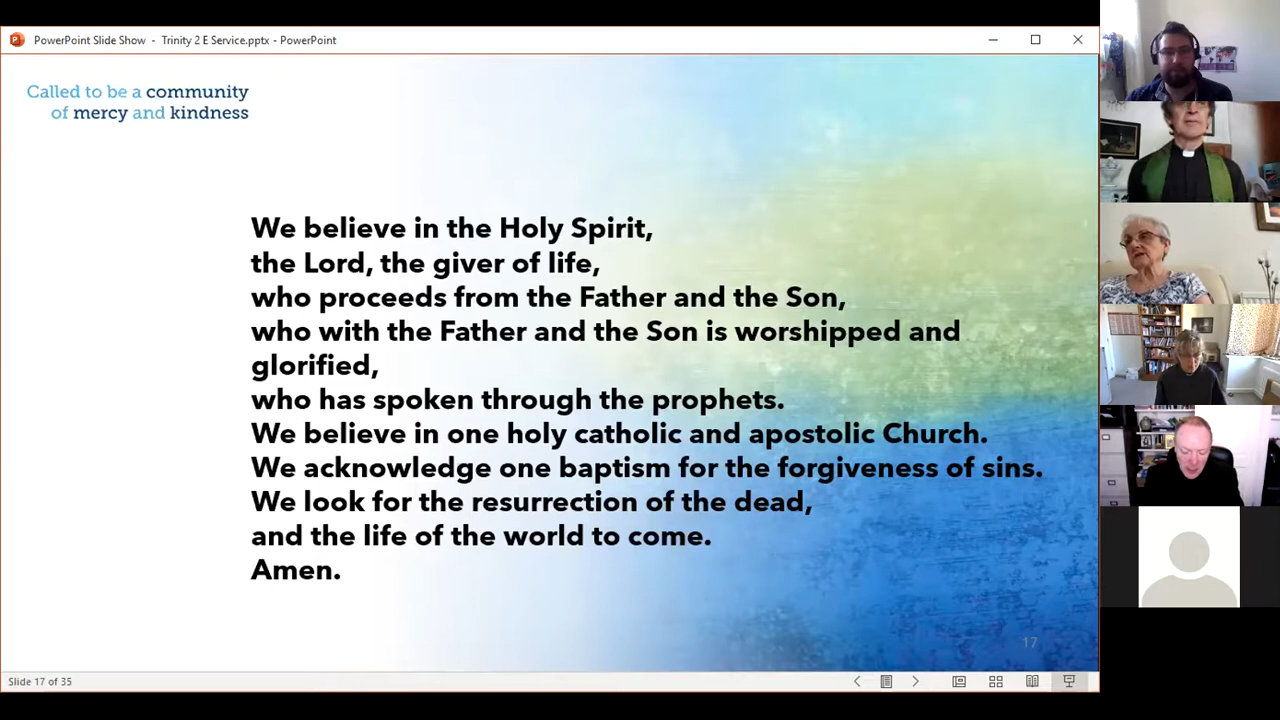 PowerPoint Slide Show - Trinity 2 E Service.pptx - PowerPoint
Called to be a community
of mercy and kindness
We believe in the Holy Spirit,
the Lord, the giver of life,
who proceeds from the Father and the Son,
who with the Father and the Son is worshipped and
glorified,
who has spoken through the prophets.
We believe in one holy catholic and apostolic Church.
We acknowledge one baptism for the forgiveness of sins.
We look for the resurrection of the dead,
and the life of the world to come.
Amen.
17
Slide 17 of 35